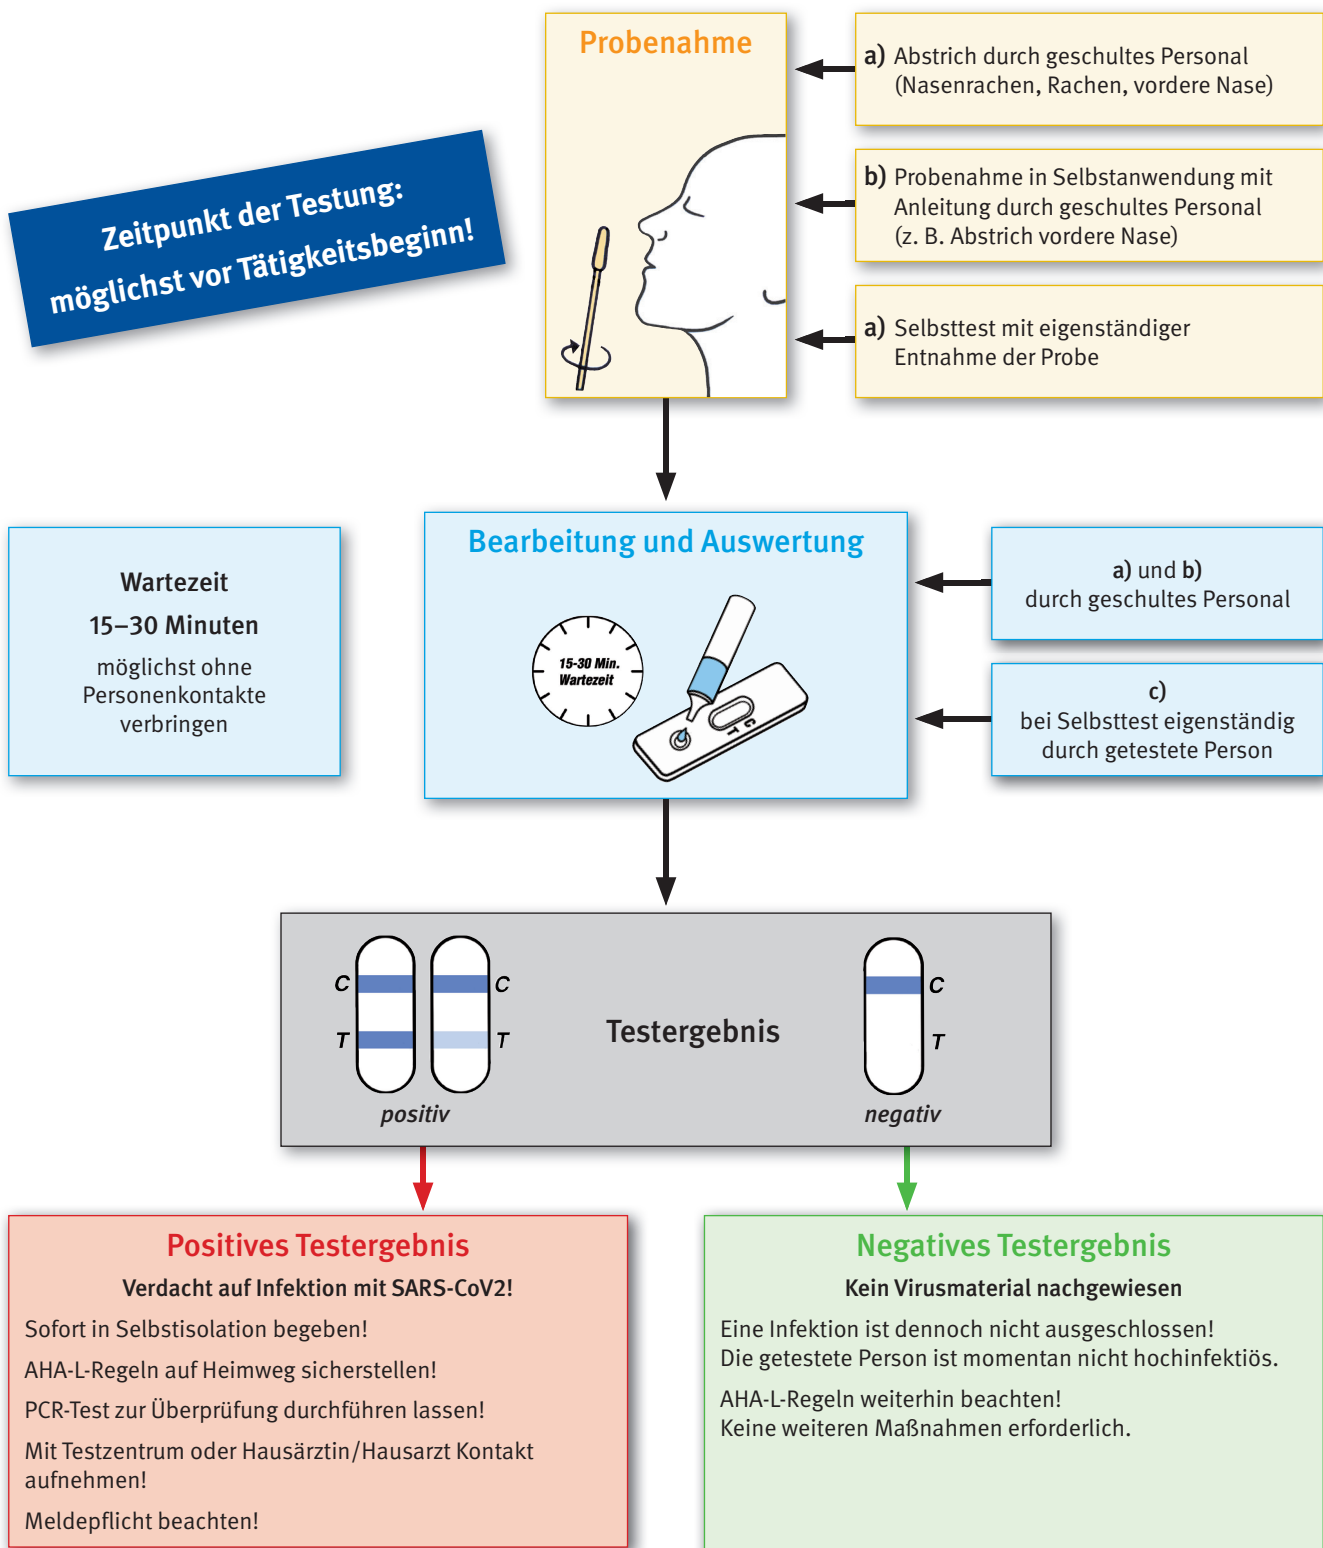 Probenahme
a) Abstrich durch geschultes Personal
(Nasenrachen, Rachen, vordere Nase)
b) Probenahme in Selbstanwendung mit
Anleitung durch geschultes Personal
(z. B. Abstrich vordere Nase)
a) Selbsttest mit eigenständiger
Entnahme der Probe
Zeitpunkt der Testung:
möglichst vor Tätigkeitsbeginn!
Wartezeit
15–30 Minuten
möglichst ohne
Personenkontakte
verbringen
Bearbeitung und Auswertung
15-30 Min.
Wartezeit
C
T
a) und b)
durch geschultes Personal
c)
bei Selbsttest eigenständig
durch getestete Person
C
C
T
T
positiv
Testergebnis
C
T
negativ
Positives Testergebnis
Verdacht auf Infektion mit SARS-CoV2!
Sofort in Selbstisolation begeben!
AHA-L-Regeln auf Heimweg sicherstellen!
PCR-Test zur Überprüfung durchführen lassen!
Mit Testzentrum oder Hausärztin/Hausarzt Kontakt
aufnehmen!
Meldepflicht beachten!
Negatives Testergebnis
Kein Virusmaterial nachgewiesen
Eine Infektion ist dennoch nicht ausgeschlossen!
Die getestete Person ist momentan nicht hochinfektiös.
AHA-L-Regeln weiterhin beachten!
Keine weiteren Maßnahmen erforderlich.